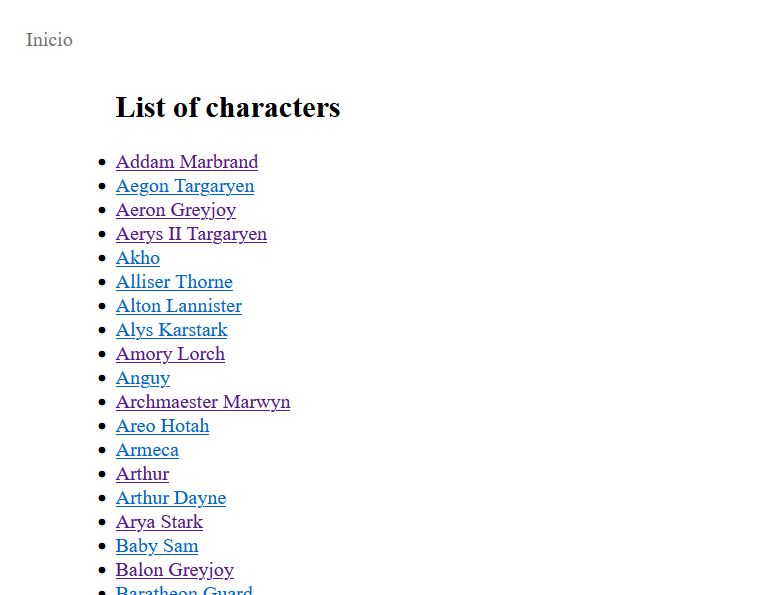 Inicio
List of characters
Addam Marbrand
Aegon Targaryen
Aeron Greyjoy
Aerys II Targaryen
Akho
Alliser Thorne
Alton Lannister
Alys Karstark
Amory Lorch
Anguy
Archmaester Marwyn
Areo Hotah
Armeca
Arthur
Arthur Dayne
Arya Stark
Baby Sam
Balon Greyjoy
Baratheon Guard